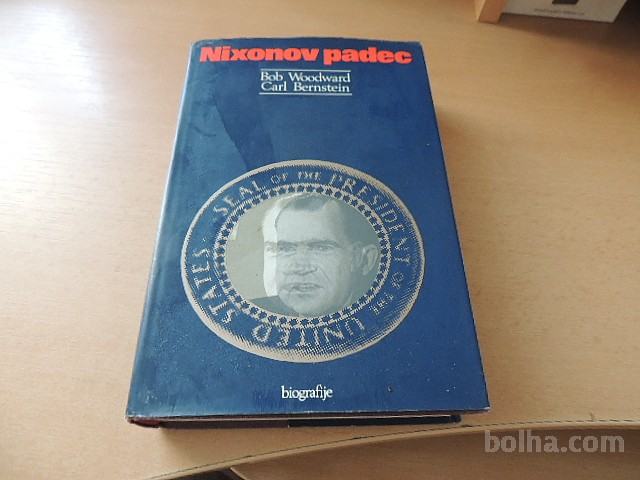 Nixonov padec
Bob Woodward
Carl Bernstein
SEAL OF THE PRESIDENT OF THE UNITED STATES
biografije
bolha.com